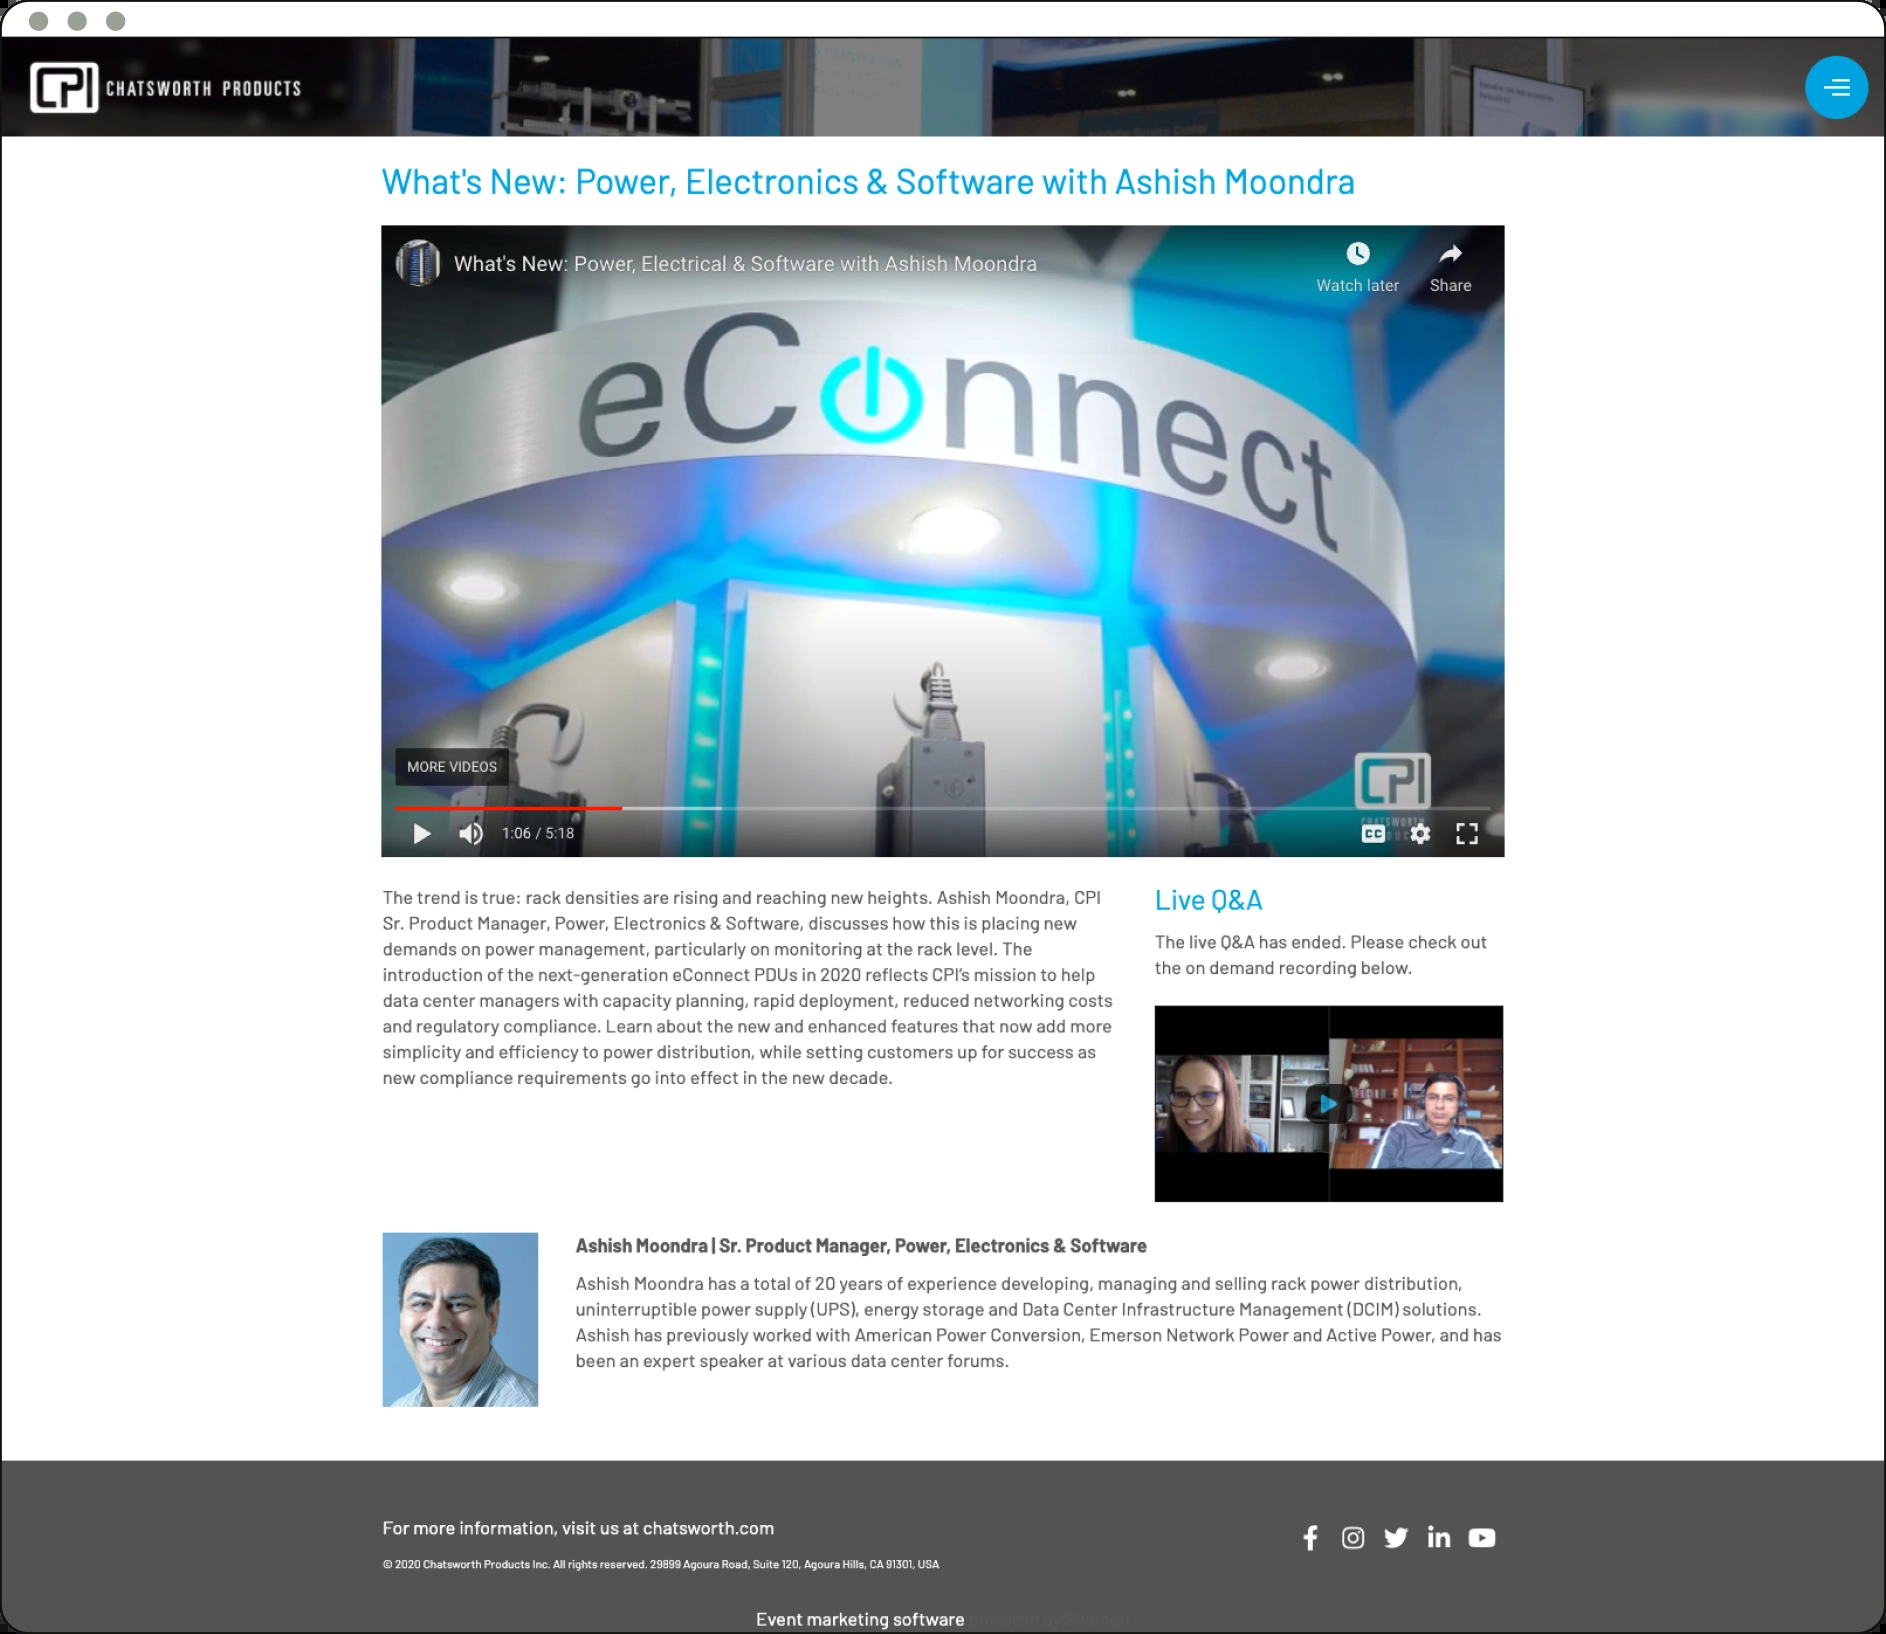 CPI CHATSWORTH PRODUCTS
What's New: Power, Electronics & Software with Ashish Moondra
What's New: Power, Electrical & Software with Ashish Moondra
Watch later
Share
eConnect
MORE VIDEOS
CPI
CHATSWORTH
1:06 / 5:18
CC
The trend is true: rack densities are rising and reaching new heights. Ashish Moondra, CPI
Sr. Product Manager, Power, Electronics & Software, discusses how this is placing new
demands on power management, particularly on monitoring at the rack level. The
introduction of the next-generation eConnect PDUs in 2020 reflects CPI’s mission to help
data center managers with capacity planning, rapid deployment, reduced networking costs
and regulatory compliance. Learn about the new and enhanced features that now add more
simplicity and efficiency to power distribution, while setting customers up for success as
new compliance requirements go into effect in the new decade.
Live Q&A
The live Q&A has ended. Please check out
the on demand recording below.
Ashish Moondra | Sr. Product Manager, Power, Electronics & Software
Ashish Moondra has a total of 20 years of experience developing, managing and selling rack power distribution,
uninterruptible power supply (UPS), energy storage and Data Center Infrastructure Management (DCIM) solutions.
Ashish has previously worked with American Power Conversion, Emerson Network Power and Active Power, and has
been an expert speaker at various data center forums.
For more information, visit us at chatsworth.com
© 2020 Chatsworth Products Inc. All rights reserved. 29899 Agoura Road, Suite 120, Agoura Hills, CA 91301, USA
Event marketing software